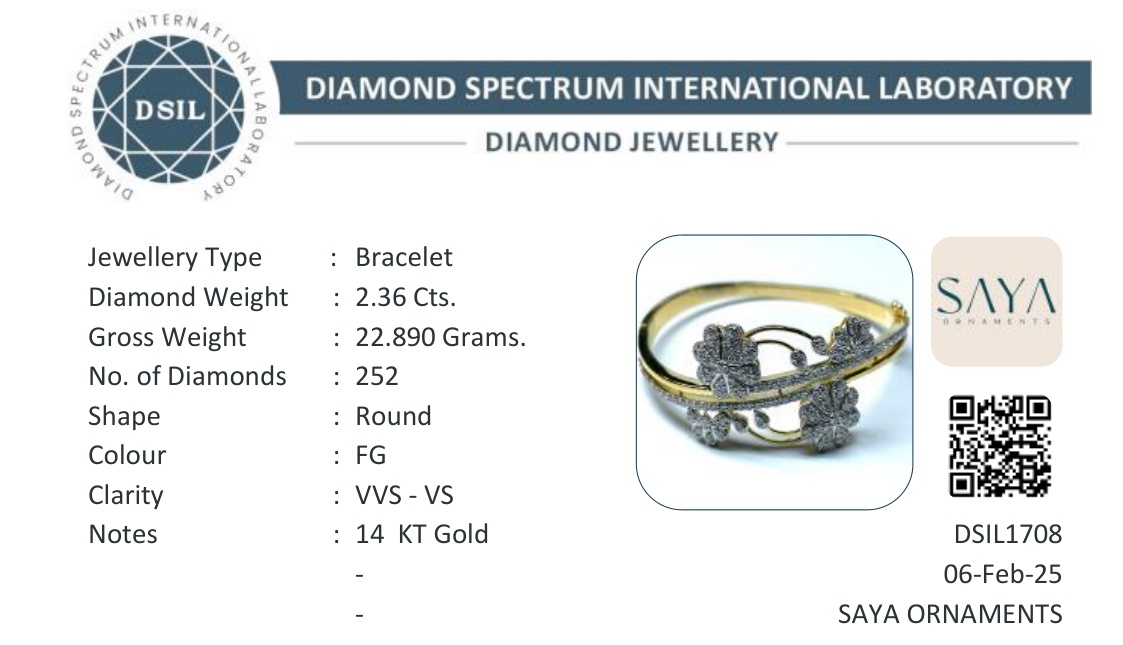 DIAMOND SPECTRUM INTERNATIONAL LABORATORY
DSIL
DIAMOND SPECTRUM INTERNATIONAL LABORATORY
DIAMOND JEWELLERY
Jewellery Type : Bracelet
Diamond Weight : 2.36 Cts.
Gross Weight : 22.890 Grams.
No. of Diamonds : 252
Shape : Round
Colour : FG
Clarity : VVS - VS
Notes : 14 KT Gold
-
-
SAYA
ORNAMENTS
DSIL1708
06-Feb-25
SAYA ORNAMENTS